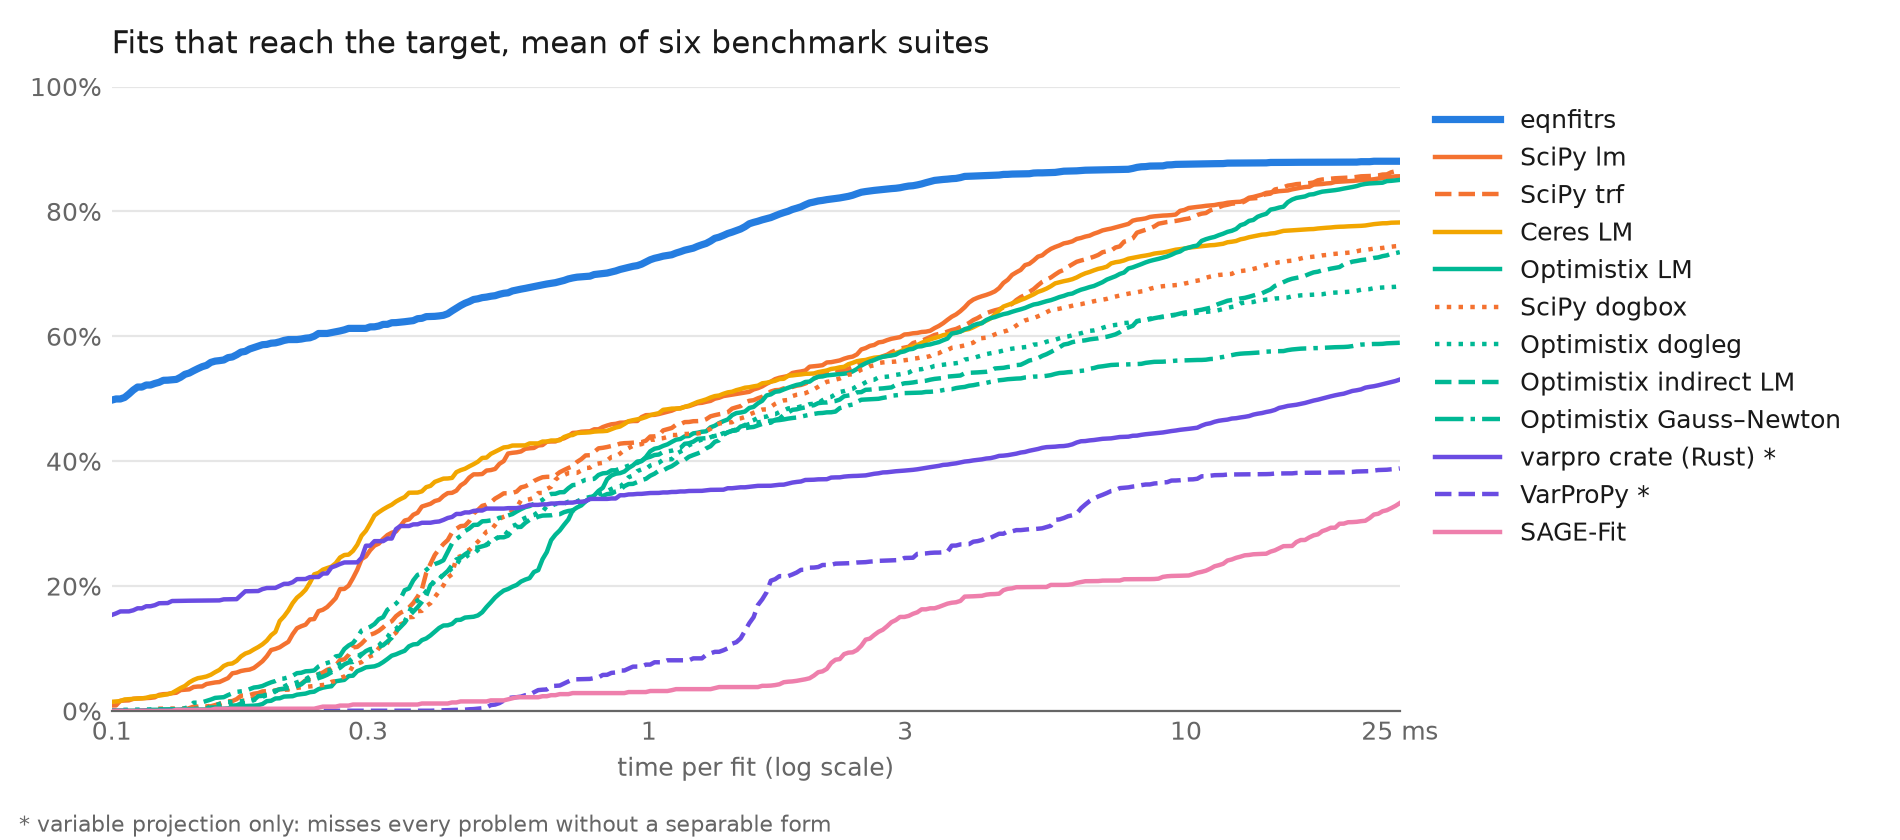 Fits that reach the target, mean of six benchmark suites
100%
80%
60%
40%
20%
0%
0.1
0.3
1
3
10
25 ms
time per fit (log scale)
eqnfitrs
SciPy lm
SciPy trf
Ceres LM
Optimistix LM
SciPy dogbox
Optimistix dogleg
Optimistix indirect LM
Optimistix Gauss–Newton
varpro crate (Rust) *
VarProPy *
SAGE-Fit
* variable projection only: misses every problem without a separable form